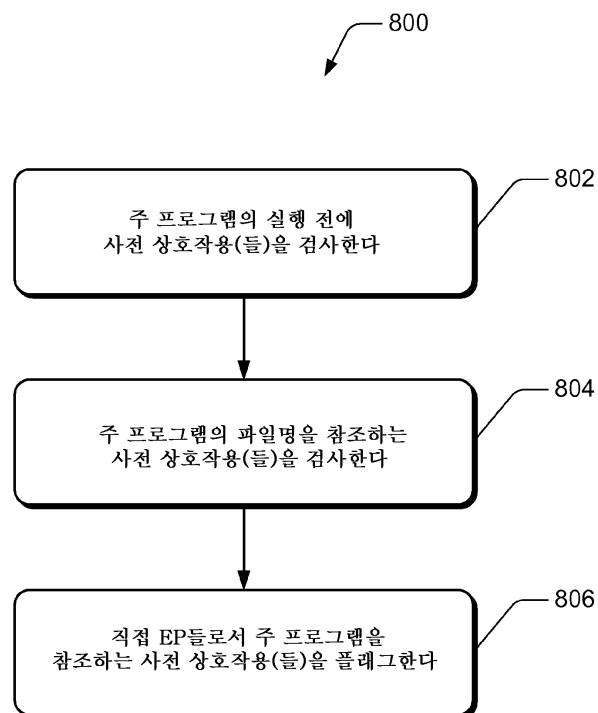 800
802
주 프로그램의 실행 전에
사전 상호작용(들)을 검사한다
804
주 프로그램의 파일명을 참조하는
사전 상호작용(들)을 검사한다
806
직접 EP들로서 주 프로그램을
참조하는 사전 상호작용(들)을 플래그한다